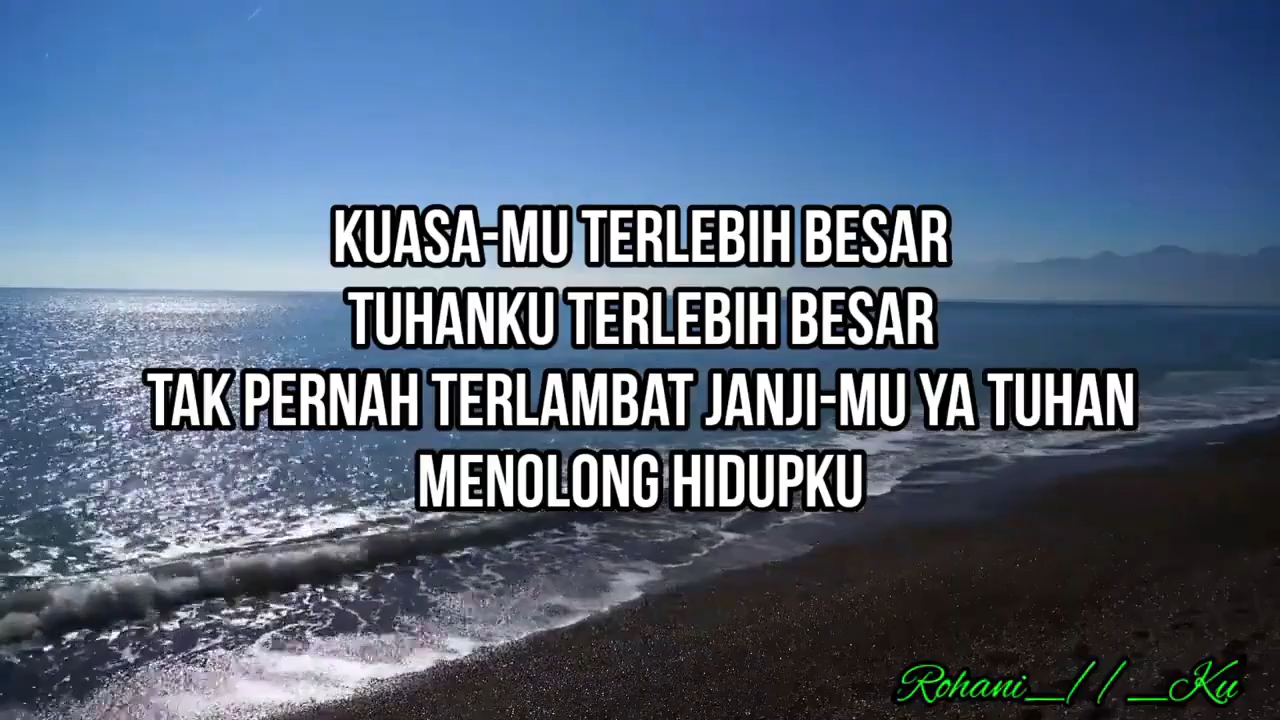 KUASA-MU TERLEBIH BESAR
TUHANKU TERLEBIH BESAR
TAK PERNAH TERLAMBAT JANJI-MU YA TUHAN
MENOLONG HIDUPKU
Rohani_//_Ku